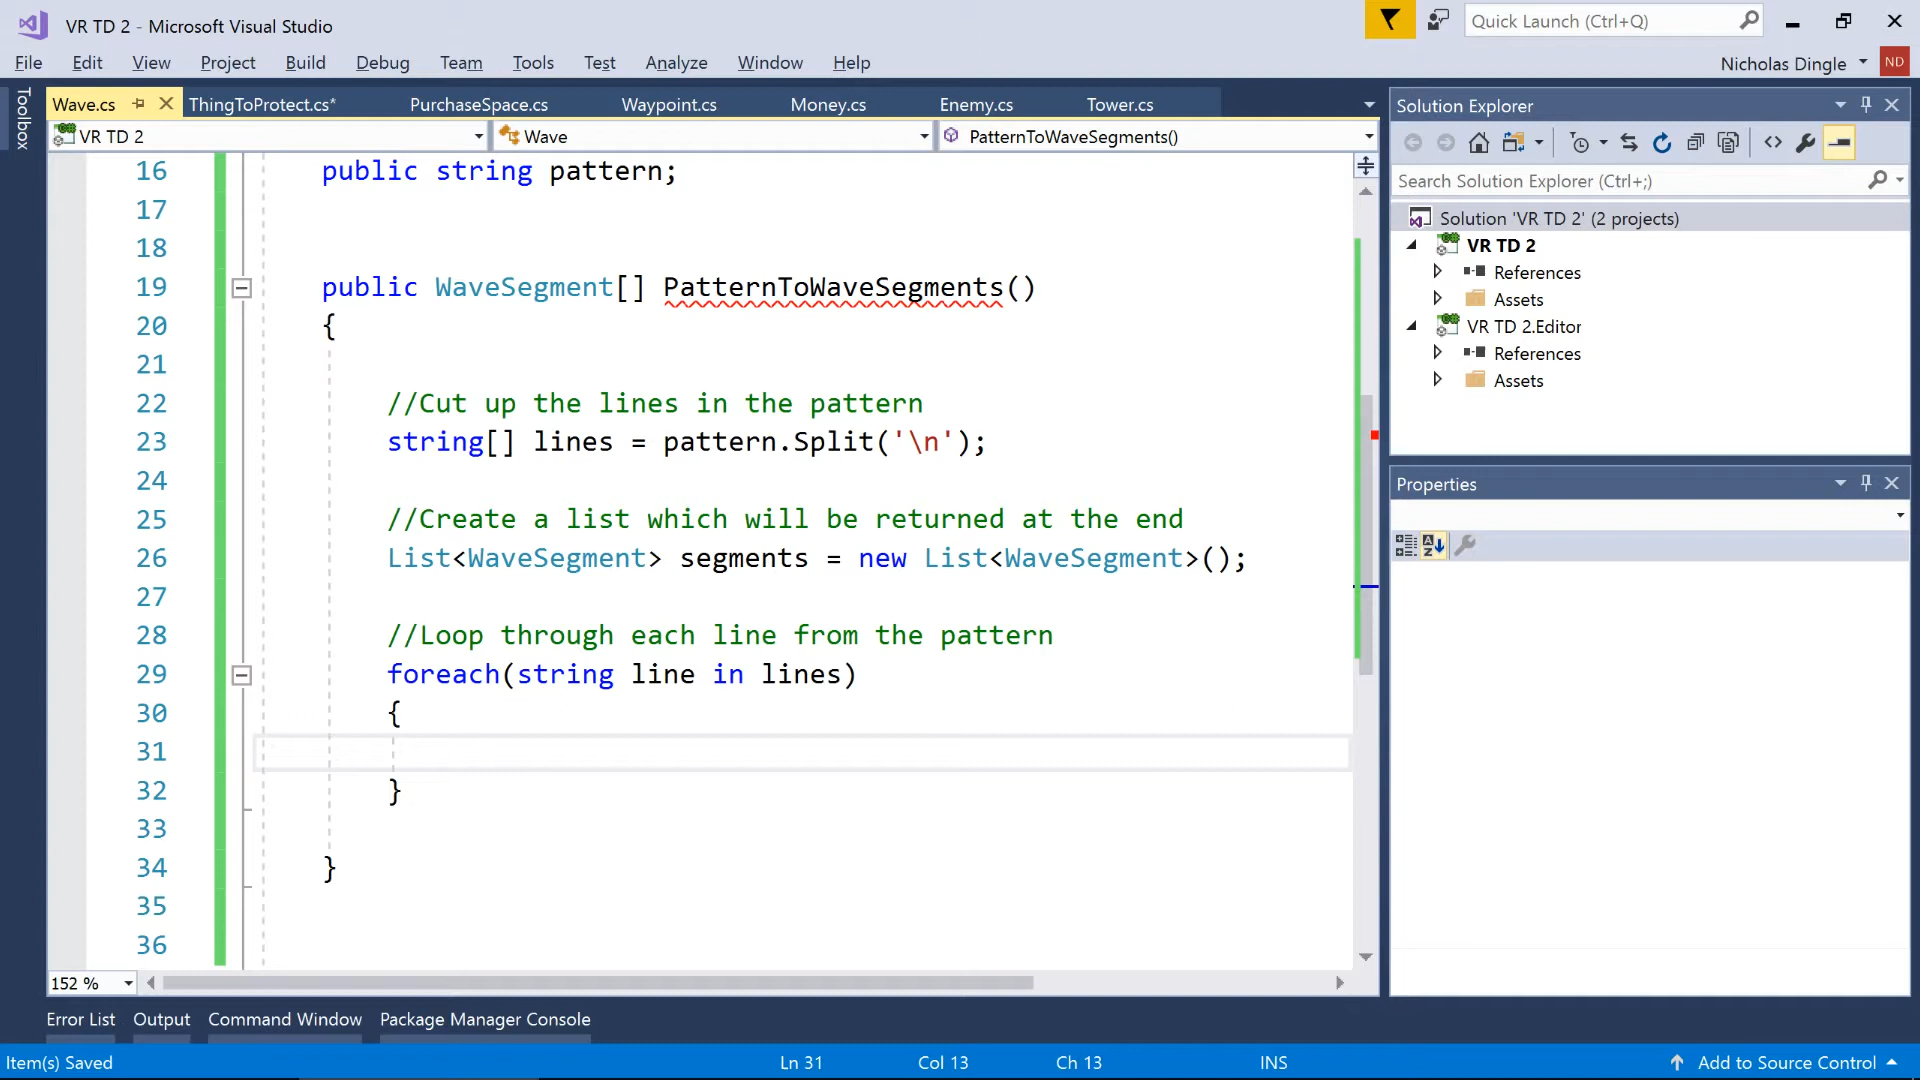 VR TD 2 - Microsoft Visual Studio
Quick Launch (Ctrl+Q)
File Edit View Project Build Debug Team Tools Test Analyze Window Help
Nicholas Dingle
ND
Toolbox
Wave.cs ThingToProtect.cs* PurchaseSpace.cs Waypoint.cs Money.cs Enemy.cs Tower.cs
VR TD 2 Wave PatternToWaveSegments()
16 public string pattern;
17
18
19 public WaveSegment[] PatternToWaveSegments()
20 {
21
22 //Cut up the lines in the pattern
23 string[] lines = pattern.Split('\n');
24
25 //Create a list which will be returned at the end
26 List<WaveSegment> segments = new List<WaveSegment>();
27
28 //Loop through each line from the pattern
29 foreach(string line in lines)
30 {
31
32 }
33
34 }
35
36
152 %
Solution Explorer
Search Solution Explorer (Ctrl+;)
Solution 'VR TD 2' (2 projects)
VR TD 2
References
Assets
VR TD 2.Editor
References
Assets
Properties
Error List Output Command Window Package Manager Console
Item(s) Saved Ln 31 Col 13 Ch 13 INS Add to Source Control